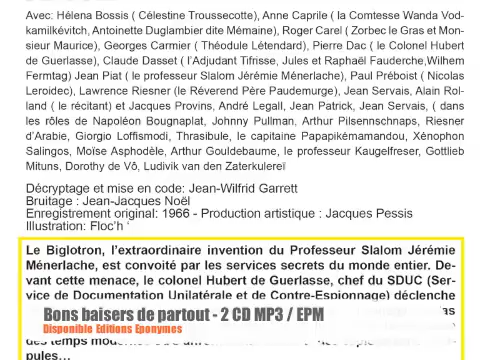 Avec: Hélena Bossis ( Célestine Troussecotte), Anne Caprile ( la Comtesse Wanda Vod-
kamilkévitch, Antoinette Duglambier dite Mémaine), Roger Carel ( Zorbec le Gras et Mon-
sieur Maurice), Georges Carmier ( Théodule Létendard), Pierre Dac ( le Colonel Hubert
de Guerlasse), Claude Dasset ( l'Adjudant Tifrisse, Jules et Raphaël Fauderche,Wilhem
Fermtag) Jean Piat ( le professeur Slalom Jérémie Ménerlache), Paul Préboist ( Nicolas
Leroidec), Lawrence Riesner (le Réverend Père Paudemurge), Jean Servais, Alain Rol-
land ( le récitant) et Jacques Provins, André Legall, Jean Patrick, Jean Servais, ( dans
les rôles de Napoléon Bougnaplat, Johnny Pullman, Arthur Pilsennschnaps, Riesner
d'Arabie, Giorgio Loffismodi, Thrasibule, le capitaine Papapikèmamandou, Xénophon
Salingos, Moïse Asphodèle, Arthur Gouldebaume, le professeur Kaugelfreser, Gottlieb
Mituns, Dorothy de Vô, Ludivik van den Zaterkulereï
Décryptage et mise en code: Jean-Wilfrid Garrett
Bruitage : Jean-Jacques Noël
Enregistrement original: 1966 - Production artistique : Jacques Pessis
Illustration: Floc'h '
Le Biglotron, l'extraordinaire invention du Professeur Slalom Jérémie
Ménerlache, est convoité par les services secrets du monde entier. De-
vant cette menace, le colonel Hubert de Guerlasse, chef du SDUC (Ser-
vice de Documentation Unilatérale et de Contre-Espionnage) déclenche
Bons baisers de partout - 2 CD MP3 / EPM
Disponible Editions Eponymes
des temps
pules...